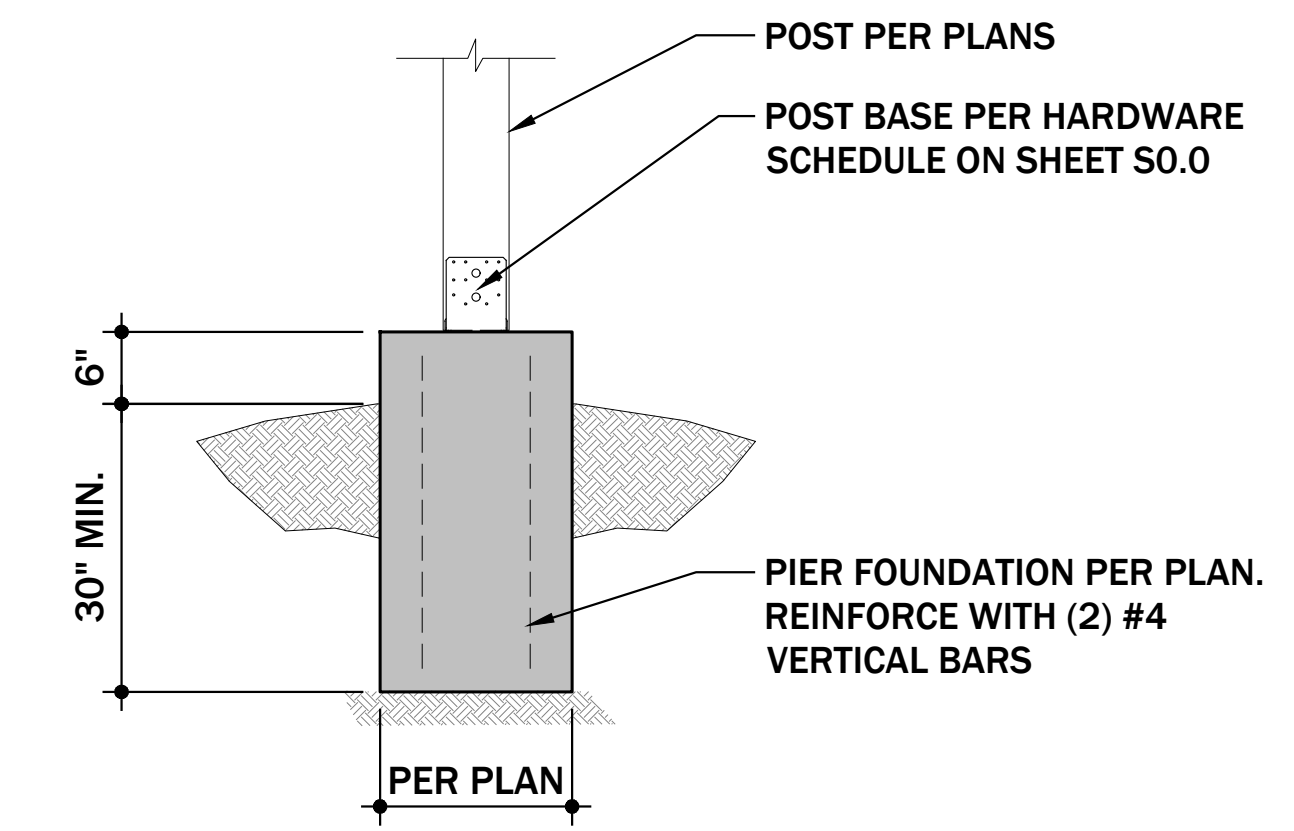 POST PER PLANS
POST BASE PER HARDWARE
SCHEDULE ON SHEET S0.0
6"
30" MIN.
PIER FOUNDATION PER PLAN.
REINFORCE WITH (2) #4
VERTICAL BARS
PER PLAN